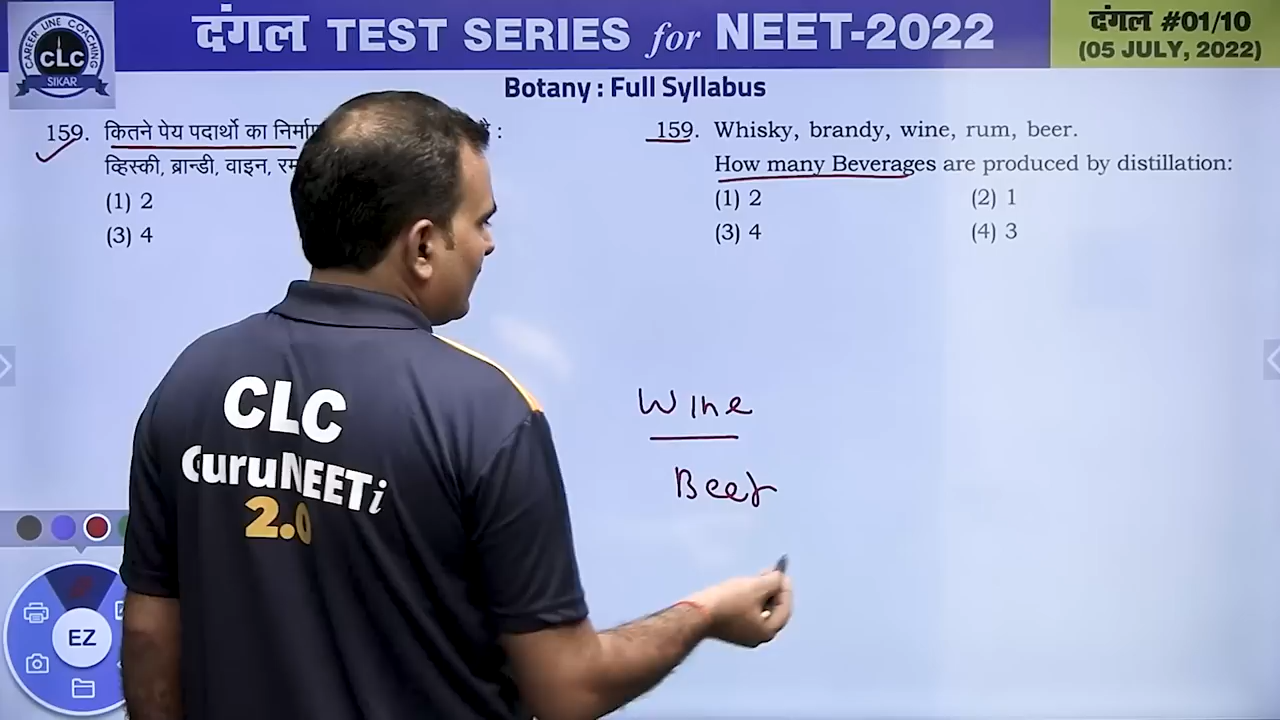 CAREER LINE COACHING
CLC
SIKAR
दंगल TEST SERIES for NEET-2022
दंगल #01/10
(05 JULY, 2022)
Botany : Full Syllabus
159. कितने पेय पदार्थो का :
व्हिस्की, ब्रान्डी, वाइन,
(1) 2
(3) 4
159. Whisky, brandy, wine, rum, beer.
How many Beverages are produced by distillation:
(1) 2 (2) 1
(3) 4 (4) 3
Wine
Beer
CLC
GuruNEETi
2.0
EZ